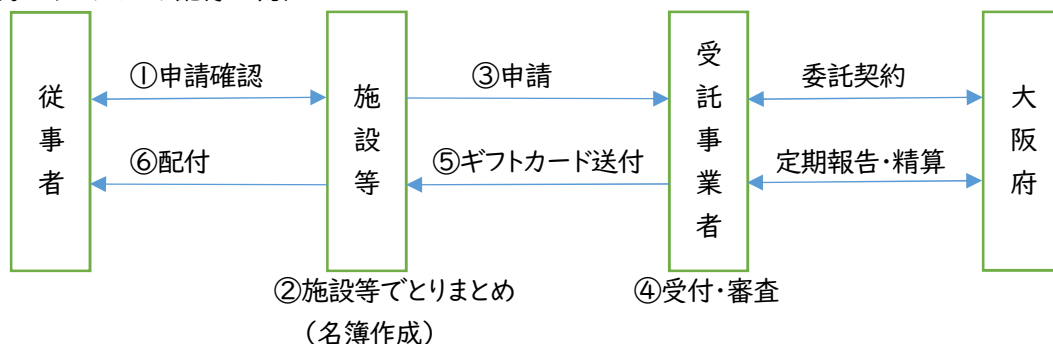 従事者
①申請確認
⑥配付
施設等
③申請
⑤ギフトカード送付
受託事業者
委託契約
定期報告・精算
大阪府
②施設等でとりまとめ
（名簿作成）
④受付・審査